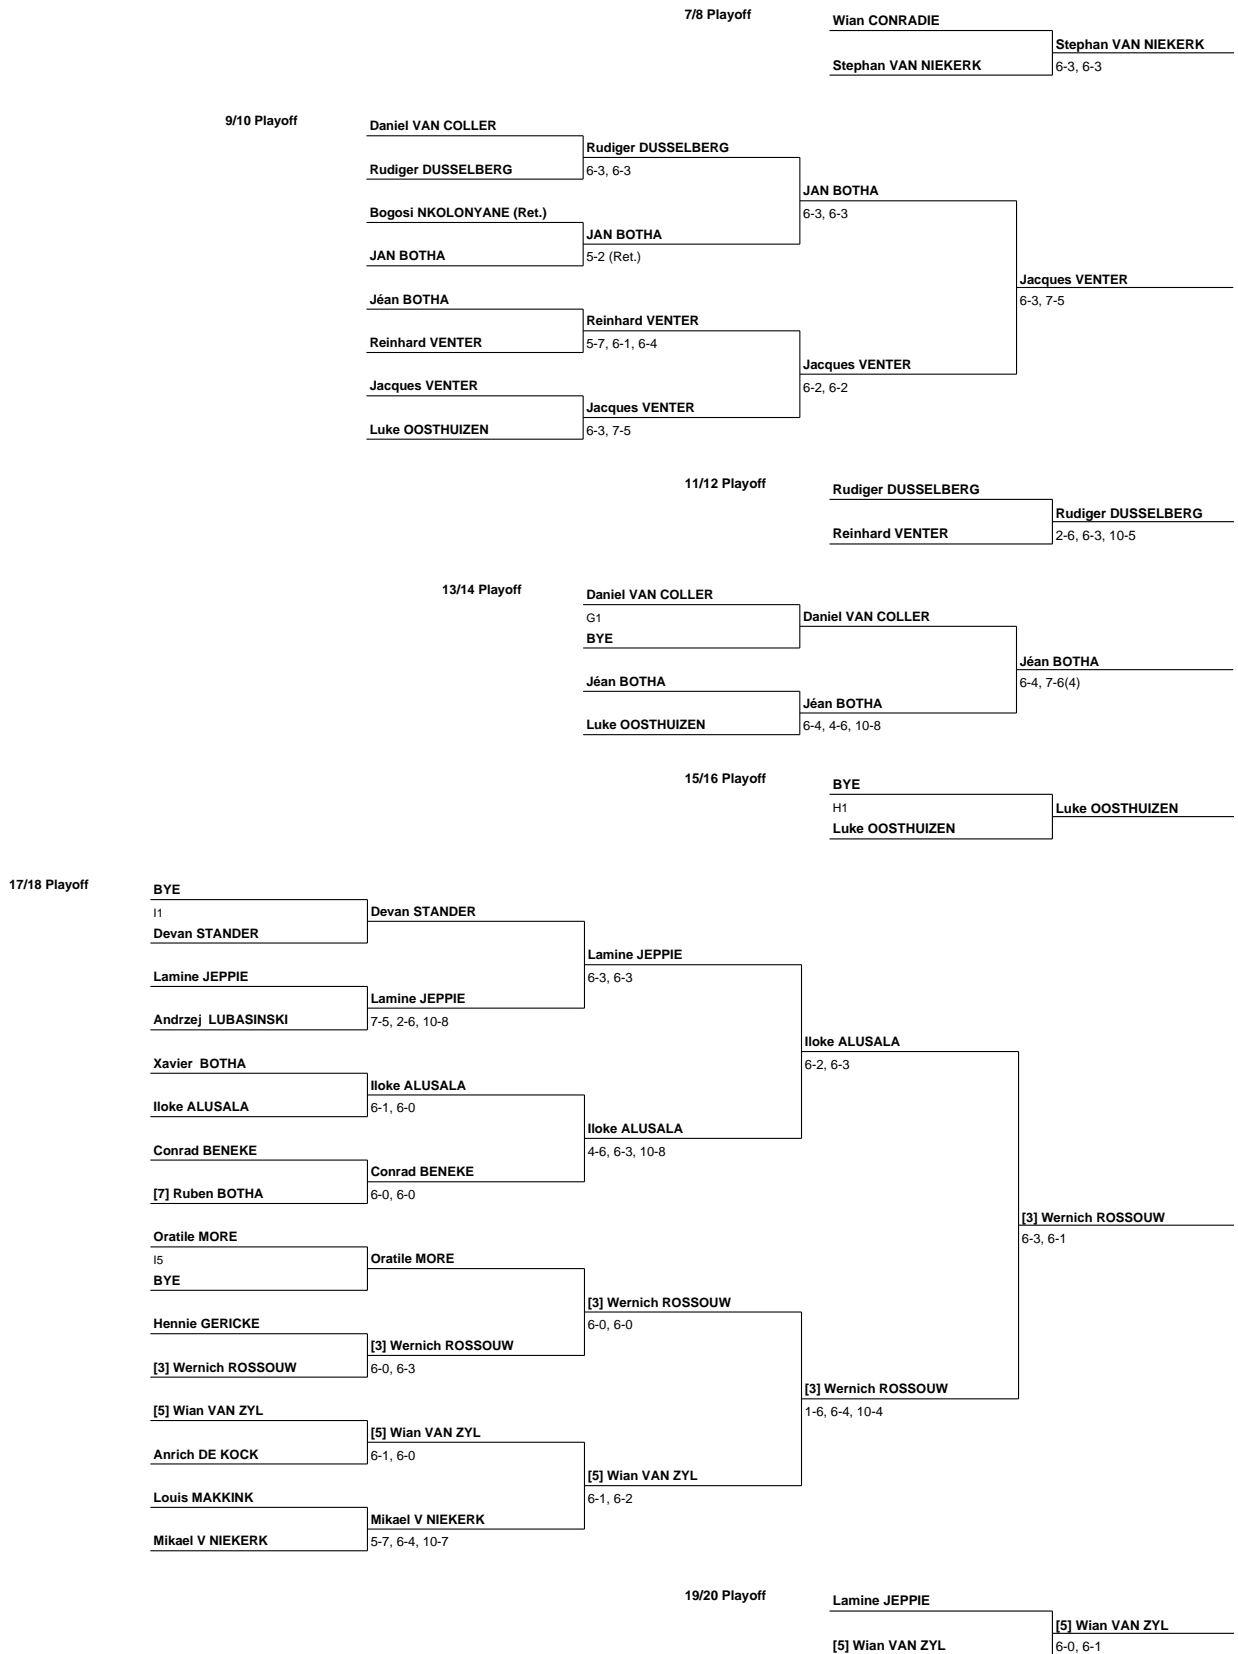 7/8 Playoff
Wian CONRADIE
Stephan VAN NIEKERK
Stephan VAN NIEKERK
6-3, 6-3
9/10 Playoff
Daniel VAN COLLER
Rudiger DUSSELBERG
Rudiger DUSSELBERG
6-3, 6-3
JAN BOTHA
6-3, 6-3
Bogosi NKOLONYANE (Ret.)
JAN BOTHA
JAN BOTHA
5-2 (Ret.)
Jacques VENTER
6-3, 7-5
Jéan BOTHA
Reinhard VENTER
Reinhard VENTER
5-7, 6-1, 6-4
Jacques VENTER
6-2, 6-2
Jacques VENTER
Jacques VENTER
Luke OOSTHUIZEN
6-3, 7-5
11/12 Playoff
Rudiger DUSSELBERG
Rudiger DUSSELBERG
Reinhard VENTER
2-6, 6-3, 10-5
13/14 Playoff
Daniel VAN COLLER
G1
Daniel VAN COLLER
BYE
Jéan BOTHA
6-4, 7-6(4)
Jéan BOTHA
Jéan BOTHA
Luke OOSTHUIZEN
6-4, 4-6, 10-8
15/16 Playoff
BYE
H1
Luke OOSTHUIZEN
Luke OOSTHUIZEN
17/18 Playoff
BYE
I1
Devan STANDER
Devan STANDER
Lamine JEPPIE
6-3, 6-3
Lamine JEPPIE
Lamine JEPPIE
Andrzej  LUBASINSKI
7-5, 2-6, 10-8
Iloke ALUSALA
6-2, 6-3
Xavier  BOTHA
Iloke ALUSALA
Iloke ALUSALA
6-1, 6-0
Iloke ALUSALA
4-6, 6-3, 10-8
Conrad BENEKE
Conrad BENEKE
[7] Ruben BOTHA
6-0, 6-0
[3] Wernich ROSSOUW
6-3, 6-1
Oratile MORE
I5
Oratile MORE
BYE
[3] Wernich ROSSOUW
6-0, 6-0
Hennie GERICKE
[3] Wernich ROSSOUW
[3] Wernich ROSSOUW
6-0, 6-3
[3] Wernich ROSSOUW
1-6, 6-4, 10-4
[5] Wian VAN ZYL
[5] Wian VAN ZYL
Anrich DE KOCK
6-1, 6-0
[5] Wian VAN ZYL
6-1, 6-2
Louis MAKKINK
Mikael V NIEKERK
Mikael V NIEKERK
5-7, 6-4, 10-7
19/20 Playoff
Lamine JEPPIE
[5] Wian VAN ZYL
[5] Wian VAN ZYL
6-0, 6-1